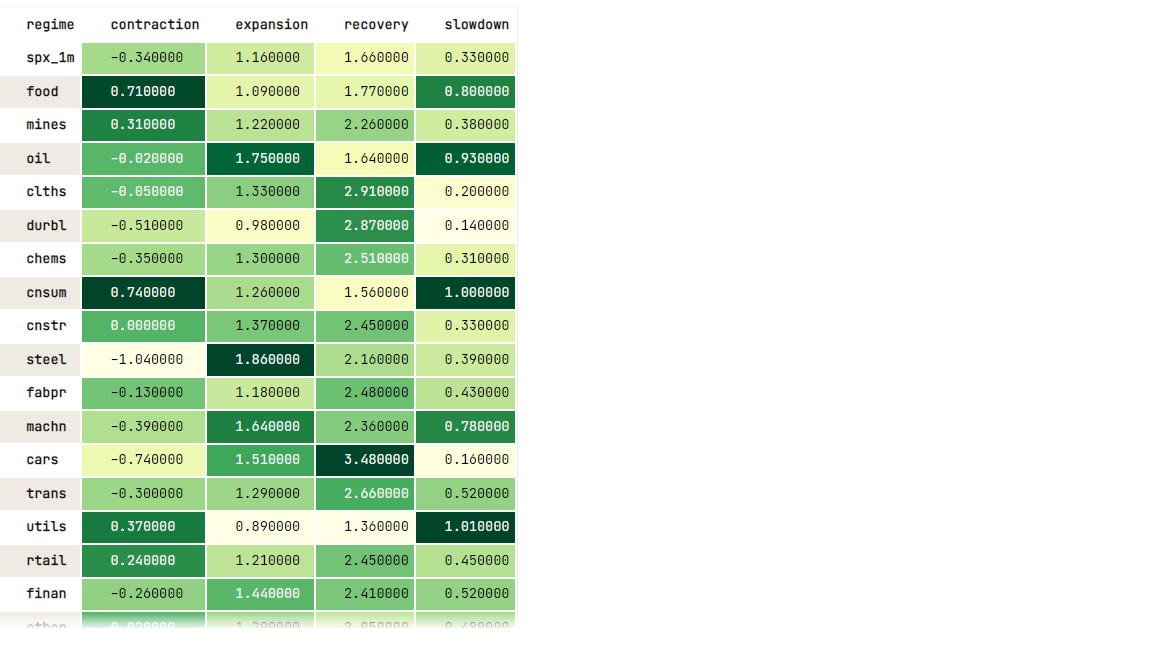 regime contraction expansion recovery slowdown
spx_1m -0.340000 1.160000 1.660000 0.330000
food 0.710000 1.090000 1.770000 0.800000
mines 0.310000 1.220000 2.260000 0.380000
oil -0.020000 1.750000 1.640000 0.930000
clths -0.050000 1.330000 2.910000 0.200000
durbl -0.510000 0.980000 2.870000 0.140000
chems -0.350000 1.300000 2.510000 0.310000
cnsum 0.740000 1.260000 1.560000 1.000000
cnstr 0.000000 1.370000 2.450000 0.330000
steel -1.040000 1.860000 2.160000 0.390000
fabpr -0.130000 1.180000 2.480000 0.430000
machn -0.390000 1.640000 2.360000 0.780000
cars -0.740000 1.510000 3.480000 0.160000
trans -0.300000 1.290000 2.660000 0.520000
utils 0.370000 0.890000 1.360000 1.010000
rtail 0.240000 1.210000 2.450000 0.450000
finan -0.260000 1.440000 2.410000 0.520000